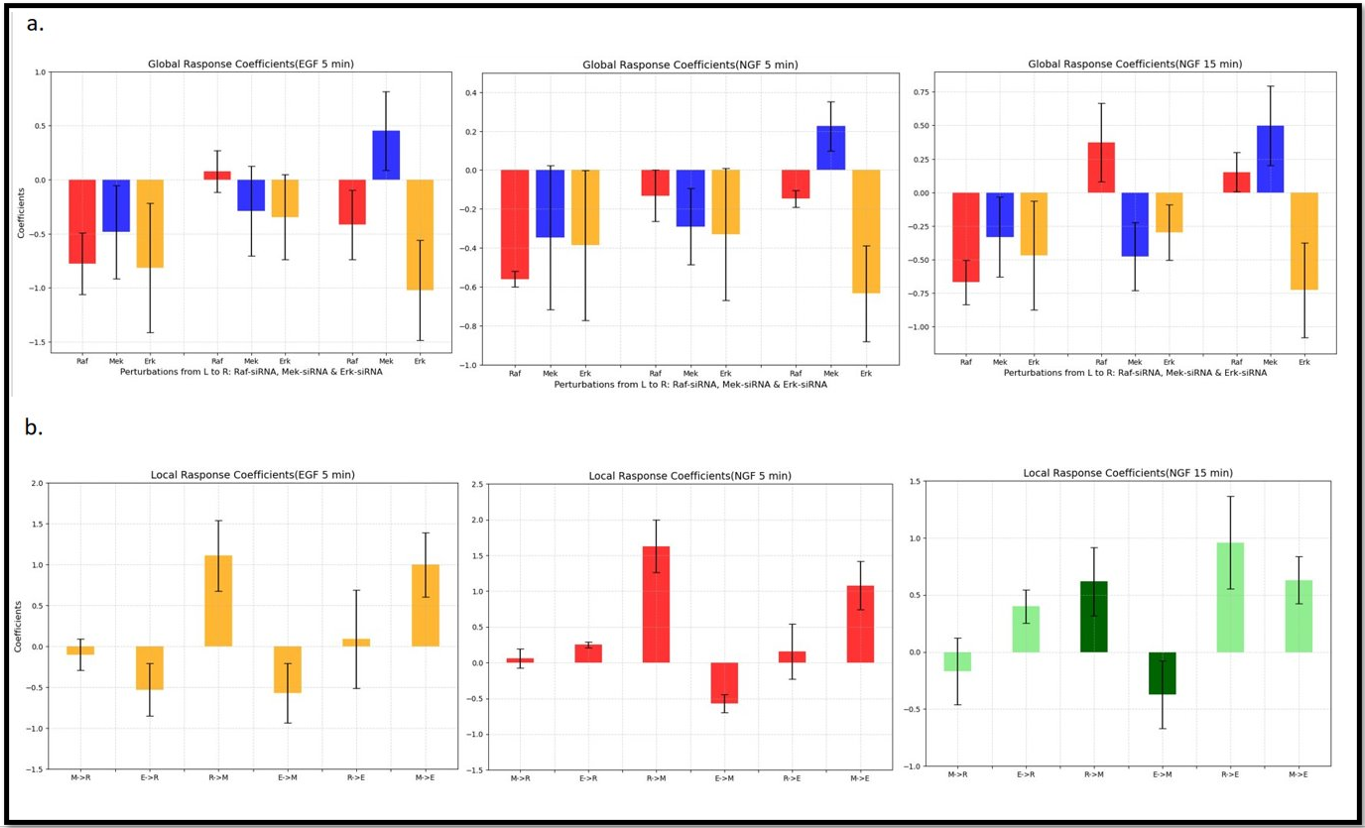 a.
Global Rasponse Coefficients(EGF 5 min)
Global Rasponse Coefficients(NGF 5 min)
Global Rasponse Coefficients(NGF 15 min)
Coefficients
1.0
0.5
0.0
−0.5
−1.0
−1.5
Raf Mek Erk Raf Mek Erk Raf Mek Erk
Perturbations from L to R: Raf-siRNA, Mek-siRNA & Erk-siRNA
0.4
0.2
0.0
−0.2
−0.4
−0.6
−0.8
−1.0
Raf Mek Erk Raf Mek Erk Raf Mek Erk
Perturbations from L to R: Raf-siRNA, Mek-siRNA & Erk-siRNA
0.75
0.50
0.25
0.00
−0.25
−0.50
−0.75
−1.00
Raf Mek Erk Raf Mek Erk Raf Mek Erk
Perturbations from L to R: Raf-siRNA, Mek-siRNA & Erk-siRNA
b.
Local Rasponse Coefficients(EGF 5 min)
Local Rasponse Coefficients(NGF 5 min)
Local Rasponse Coefficients(NGF 15 min)
Coefficients
2.0
1.5
1.0
0.5
0.0
−0.5
−1.0
−1.5
M->R E->R R->M E->M R->E M->E
2.5
2.0
1.5
1.0
0.5
0.0
−0.5
−1.0
−1.5
M->R E->R R->M E->M R->E M->E
1.5
1.0
0.5
0.0
−0.5
−1.0
M->R E->R R->M E->M R->E M->E